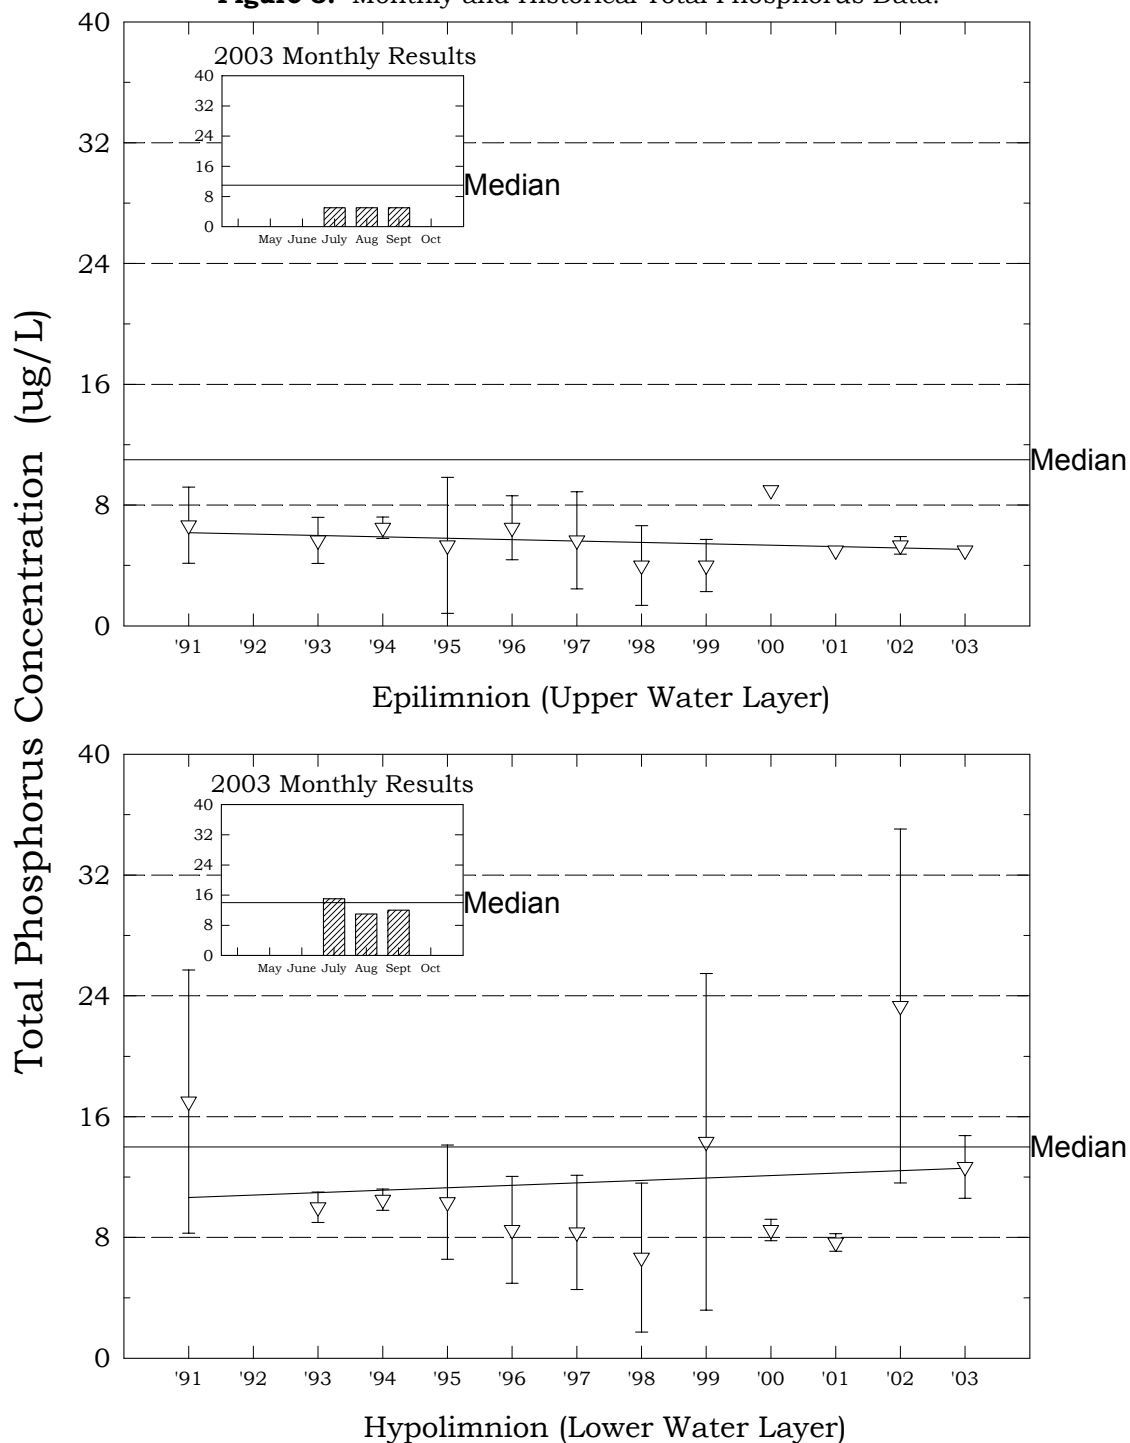 Figure 8. Monthly and Historical Total Phosphorus Data.
Total Phosphorus Concentration (ug/L)
40
32
24
16
8
0
2003 Monthly Results
40
32
24
16
8
0
May June July Aug Sept Oct
Median
Median
'91 '92 '93 '94 '95 '96 '97 '98 '99 '00 '01 '02 '03
Epilimnion (Upper Water Layer)
40
32
24
16
8
0
2003 Monthly Results
40
32
24
16
8
0
May June July Aug Sept Oct
Median
Median
'91 '92 '93 '94 '95 '96 '97 '98 '99 '00 '01 '02 '03
Hypolimnion (Lower Water Layer)